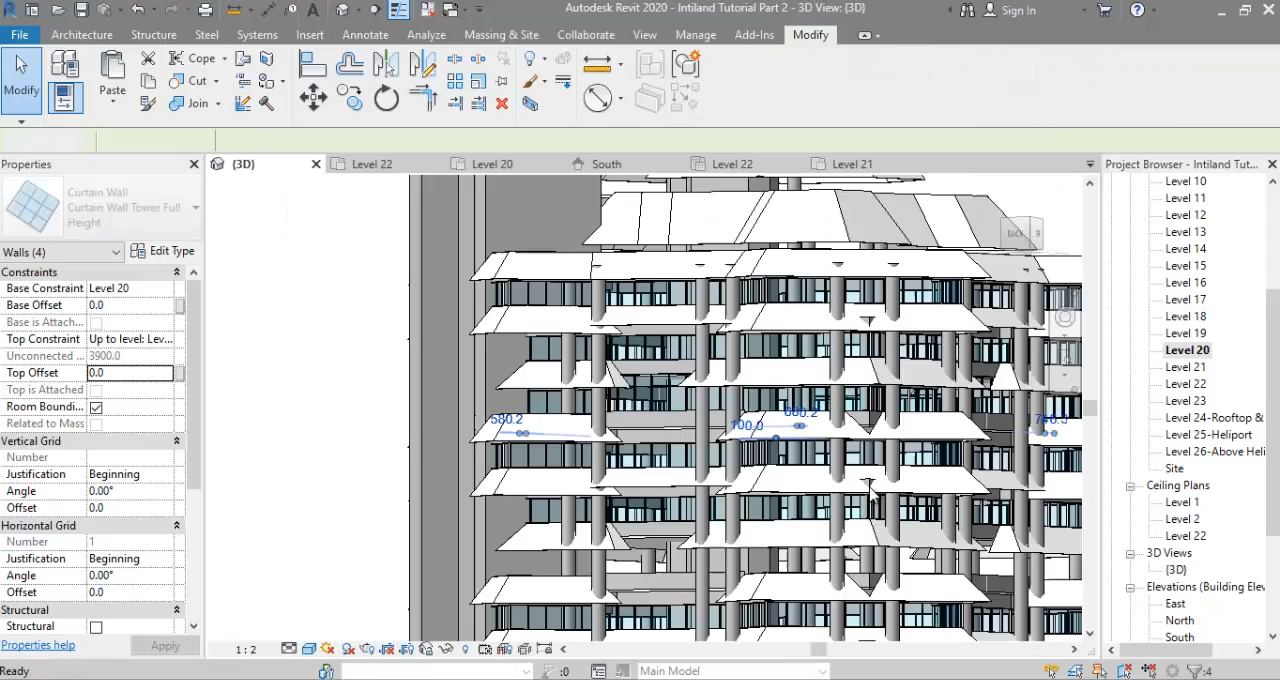 Autodesk Revit 2020 - Intiland Tutorial Part 2 - 3D View: {3D}
Sign In
File Architecture Structure Steel Systems Insert Annotate Analyze Massing & Site Collaborate View Manage Add-Ins Modify
Modify
Paste
Cope
Cut
Join
Properties
{3D}
Level 22
Level 20
South
Level 22
Level 21
Project Browser - Intiland Tut...
Curtain Wall
Curtain Wall Tower Full
Height
Walls (4)
Edit Type
Constraints
Base Constraint Level 20
Base Offset 0.0
Base is Attach...
Top Constraint Up to level: Lev...
Unconnected ... 3900.0
Top Offset 0.0
Top is Attached
Room Boundi...
Related to Mass
Vertical Grid
Number
Justification Beginning
Angle 0.00°
Offset 0.0
Horizontal Grid
Number 1
Justification Beginning
Angle 0.00°
Offset 0.0
Structural
Structural
Properties help
Apply
BACK
580.2
100.0
Level 10
Level 11
Level 12
Level 13
Level 14
Level 15
Level 16
Level 17
Level 18
Level 19
Level 20
Level 21
Level 22
Level 23
Level 24-Rooftop &
Level 25-Heliport
Level 26-Above Heli
Site
Ceiling Plans
Level 1
Level 2
Level 22
3D Views
{3D}
Elevations (Building Elev
East
North
South
1 : 2
Ready
:0
Main Model
:4